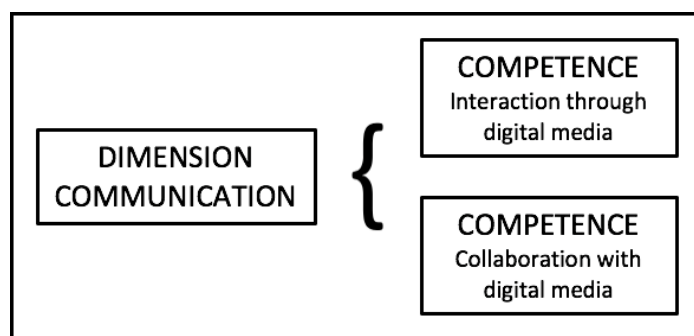 DIMENSION
COMMUNICATION
{
COMPETENCE
Interaction through
digital media
COMPETENCE
Collaboration with
digital media